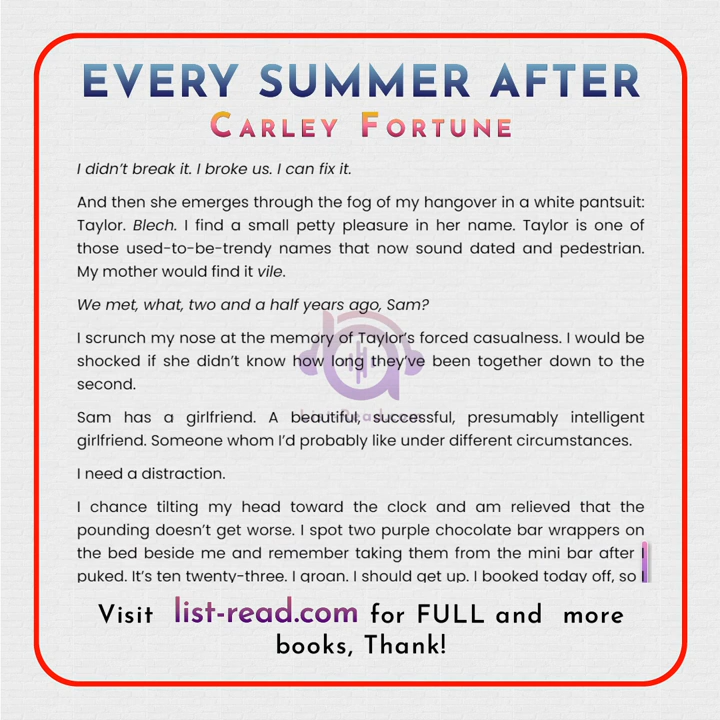 EVERY SUMMER AFTER
CARLEY FORTUNE
I didn't break it. I broke us. I can fix it.
And then she emerges through the fog of my hangover in a white pantsuit:
Taylor. Blech. I find a small petty pleasure in her name. Taylor is one of
those used-to-be-trendy names that now sound dated and pedestrian.
My mother would find it vile.
We met, what, two and a half years ago, Sam?
I scrunch my nose at the memory of Taylor's forced casualness. I would be
shocked if she didn't know how long they've been together down to the
second.
Sam has a girlfriend. A beautiful, successful, presumably intelligent
girlfriend. Someone whom I'd probably like under different circumstances.
I need a distraction.
I chance tilting my head toward the clock and am relieved that the
pounding doesn't get worse. I spot two purple chocolate bar wrappers on
the bed beside me and remember taking them from the mini bar after I
puked. It's ten twenty-three. I groan. I should get up. I booked today off, so I
Visit list-read.com for FULL and more
books, Thank!